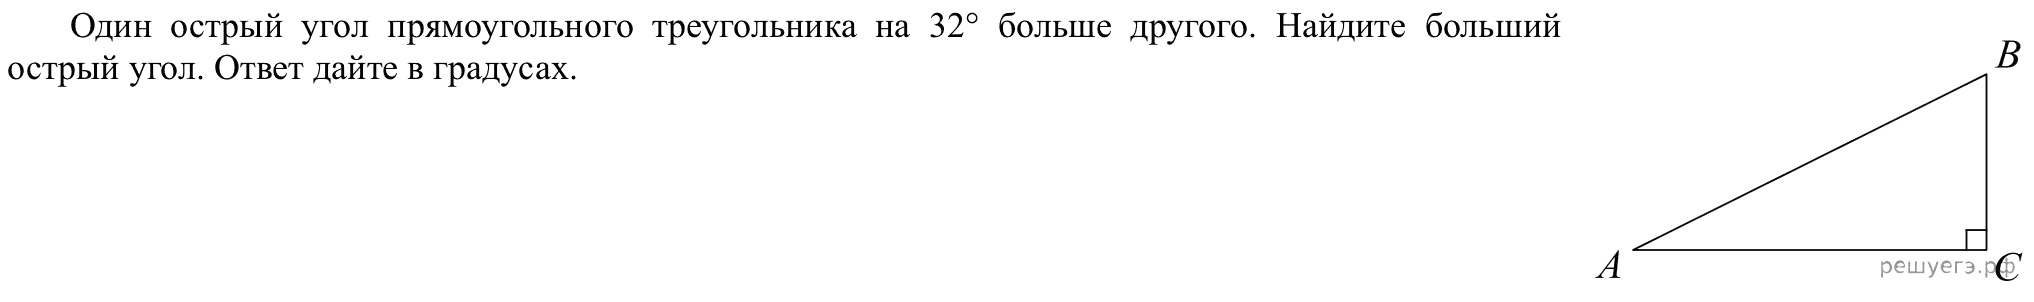 Один острый угол прямоугольного треугольника на 32° больше другого. Найдите больший
острый угол. Ответ дайте в градусах.
B
A
C
решуегэ.рф